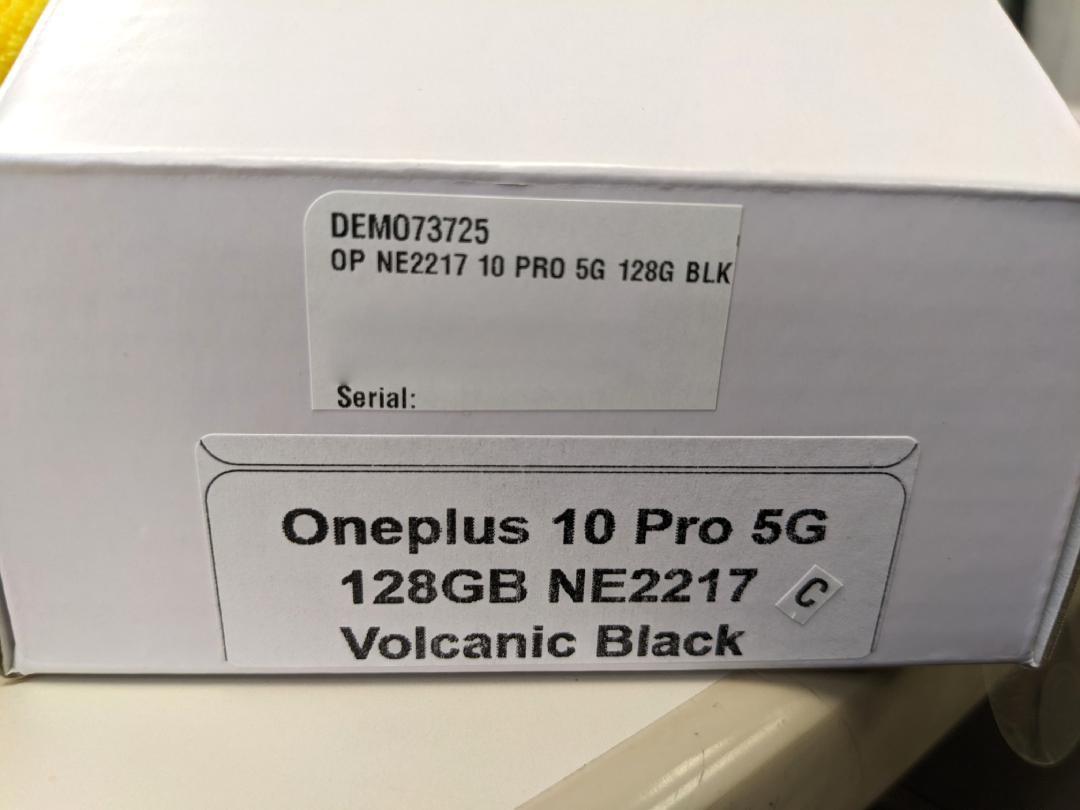 DEMO73725
OP NE2217 10 PRO 5G 128G BLK
Serial:
Oneplus 10 Pro 5G
128GB NE2217
C
Volcanic Black